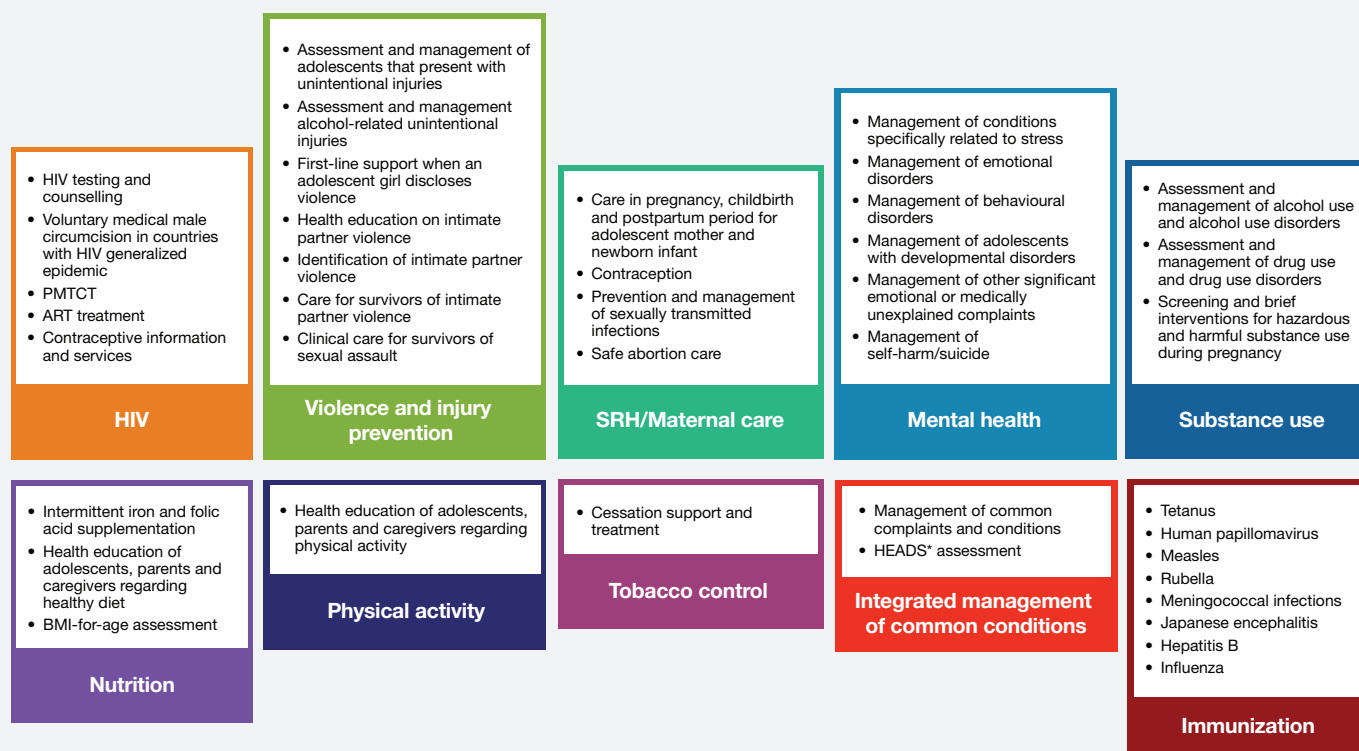 • HIV testing and
counselling
• Voluntary medical male
circumcision in countries
with HIV generalized
epidemic
• PMTCT
• ART treatment
• Contraceptive information
and services
HIV
• Assessment and management of
adolescents that present with
unintentional injuries
• Assessment and management
alcohol-related unintentional
injuries
• First-line support when an
adolescent girl discloses
violence
• Health education on intimate
partner violence
• Identification of intimate partner
violence
• Care for survivors of intimate
partner violence
• Clinical care for survivors of
sexual assault
Violence and injury
prevention
• Care in pregnancy, childbirth
and postpartum period for
adolescent mother and
newborn infant
• Contraception
• Prevention and management
of sexually transmitted
infections
• Safe abortion care
SRH/Maternal care
• Management of conditions
specifically related to stress
• Management of emotional
disorders
• Management of behavioural
disorders
• Management of adolescents
with developmental disorders
• Management of other significant
emotional or medically
unexplained complaints
• Management of
self-harm/suicide
Mental health
• Assessment and
management of alcohol use
and alcohol use disorders
• Assessment and
management of drug use
and drug use disorders
• Screening and brief
interventions for hazardous
and harmful substance use
during pregnancy
Substance use
• Intermittent iron and folic
acid supplementation
• Health education of
adolescents, parents and
caregivers regarding
healthy diet
• BMI-for-age assessment
Nutrition
• Health education of adolescents,
parents and caregivers regarding
physical activity
Physical activity
• Cessation support and
treatment
Tobacco control
• Management of common
complaints and conditions
• HEADS* assessment
Integrated management
of common conditions
• Tetanus
• Human papillomavirus
• Measles
• Rubella
• Meningococcal infections
• Japanese encephalitis
• Hepatitis B
• Influenza
Immunization